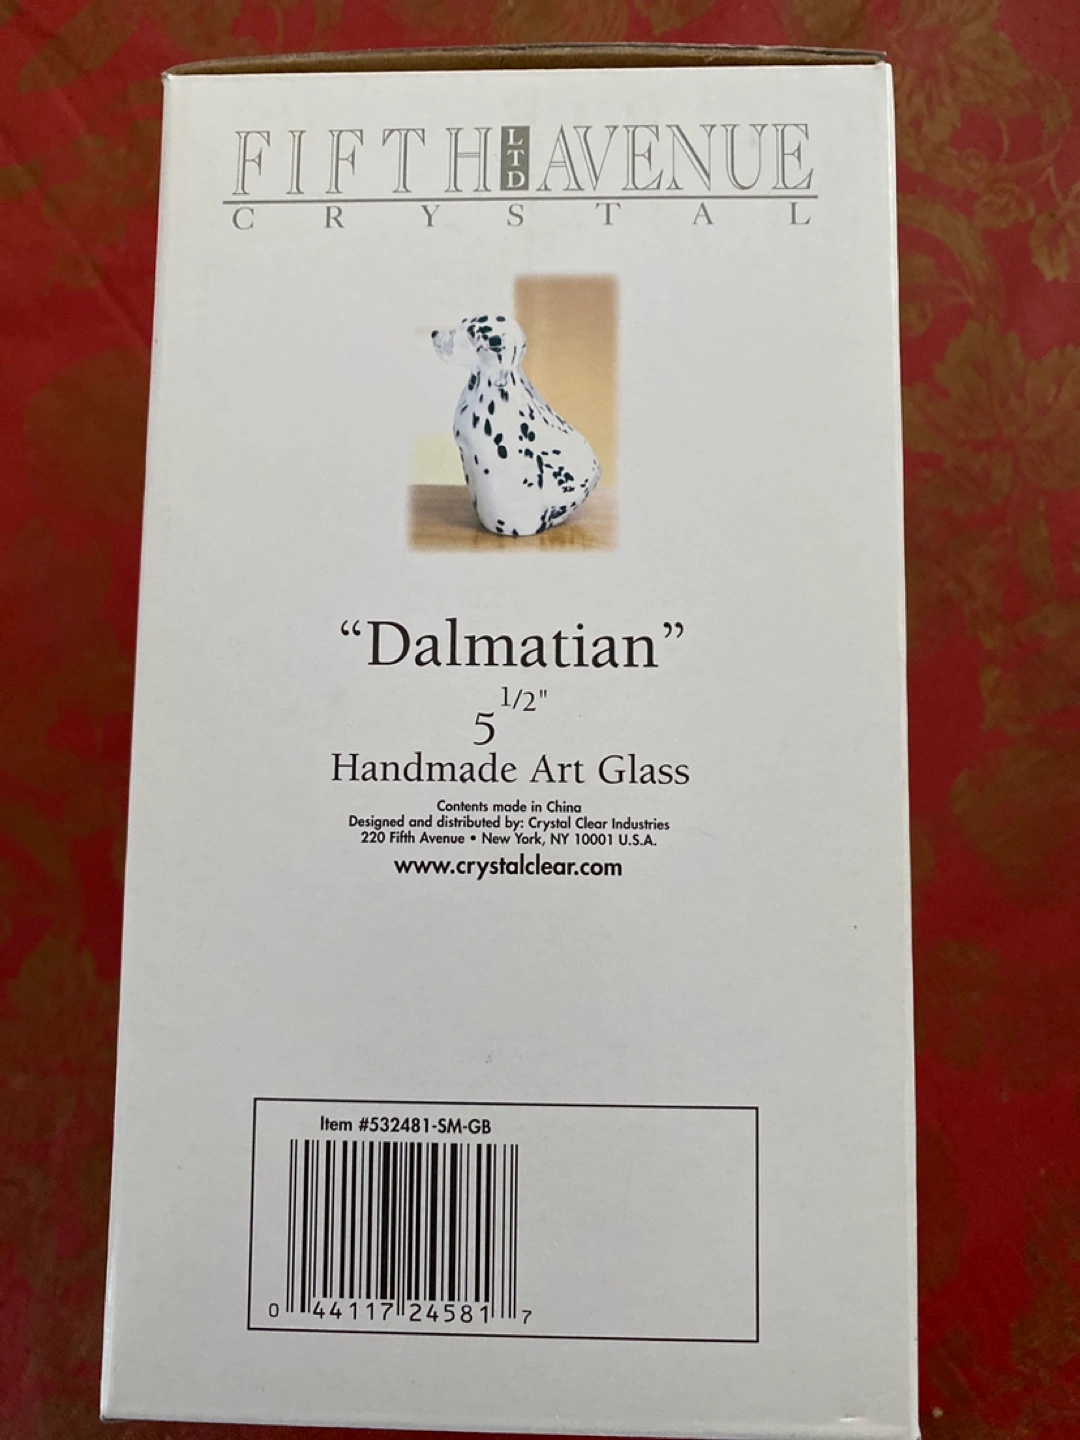 FIFTH LTD AVENUE
CRYSTAL
“Dalmatian”
5 1/2"
Handmade Art Glass
Contents made in China
Designed and distributed by: Crystal Clear Industries
220 Fifth Avenue • New York, NY 10001 U.S.A.
www.crystalclear.com
Item #532481-SM-GB
0 44117 24581 7